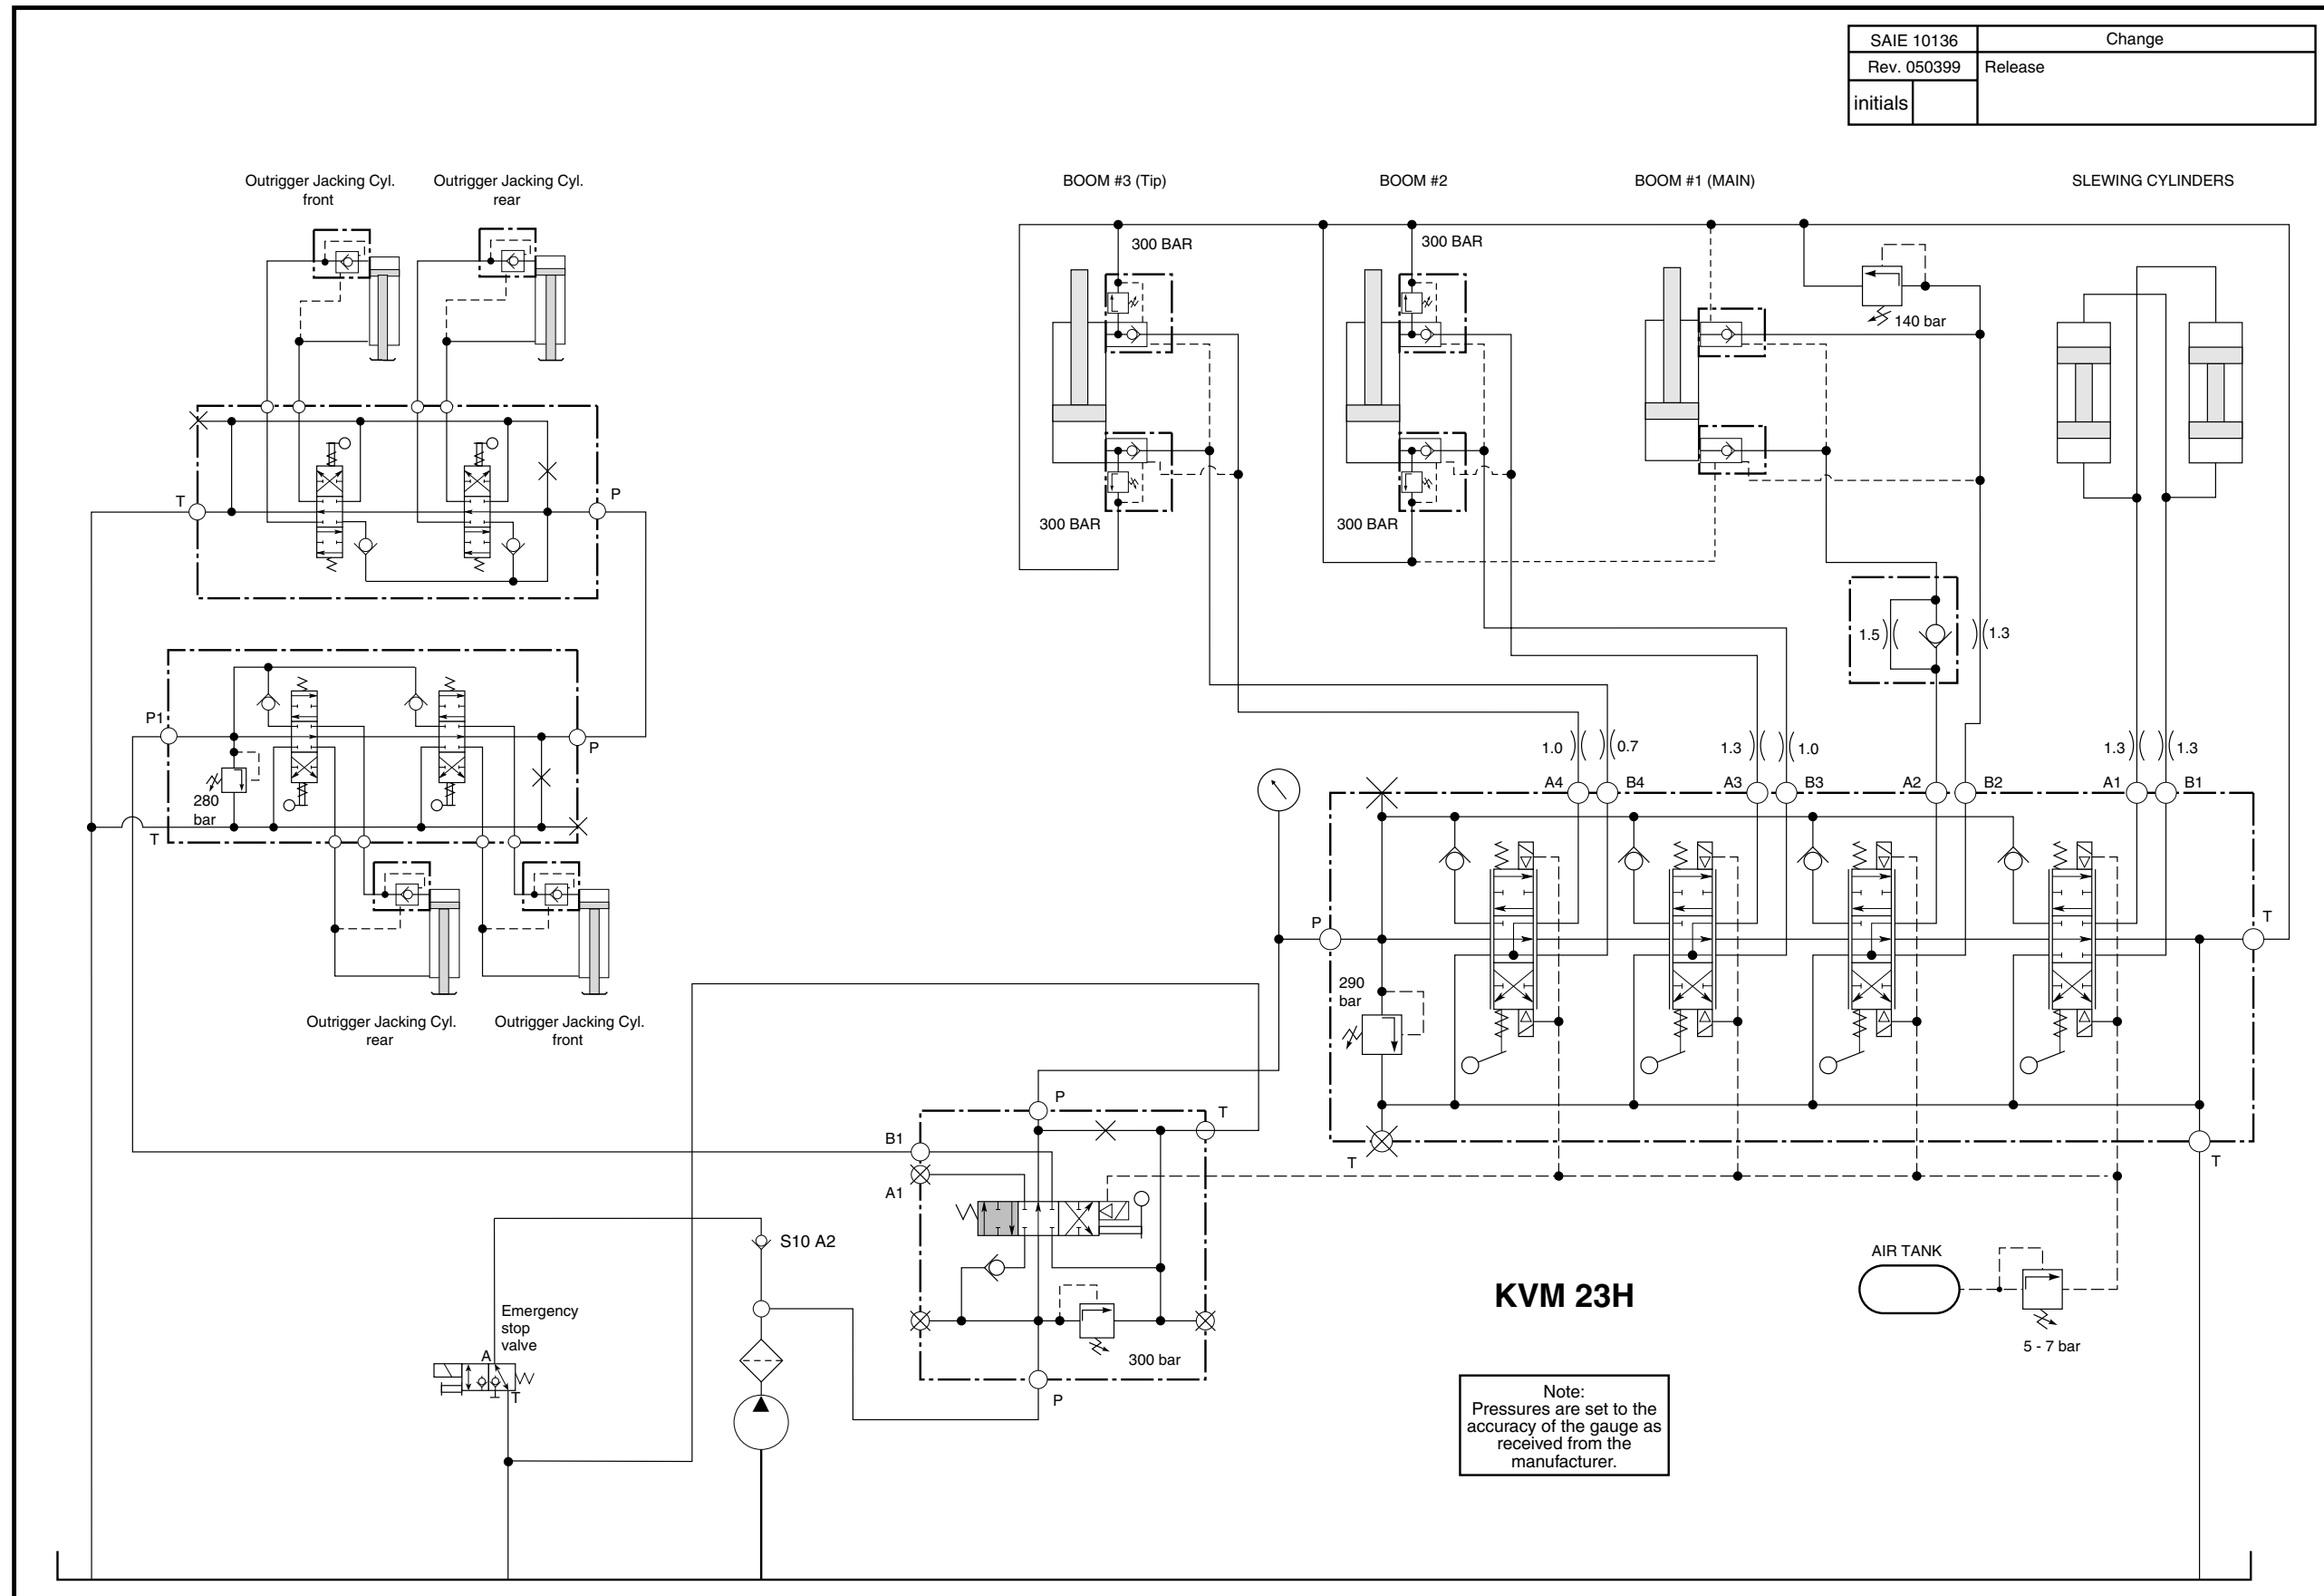 SAIE 10136 Change
Rev. 050399 Release
initials
Outrigger Jacking Cyl.
front
Outrigger Jacking Cyl.
rear
BOOM #3 (Tip)
BOOM #2
BOOM #1 (MAIN)
SLEWING CYLINDERS
300 BAR
300 BAR
140 bar
T
P
300 BAR
300 BAR
1.5
1.3
P1
P
280
bar
T
1.0
0.7
1.3
1.0
1.3
1.3
A4
B4
A3
B3
A2
B2
A1
B1
P
T
290
bar
Outrigger Jacking Cyl.
rear
Outrigger Jacking Cyl.
front
P
T
B1
A1
T
T
S10 A2
AIR TANK
KVM 23H
Emergency
stop
valve
A
T
300 bar
5 - 7 bar
P
Note:
Pressures are set to the
accuracy of the gauge as
received from the
manufacturer.